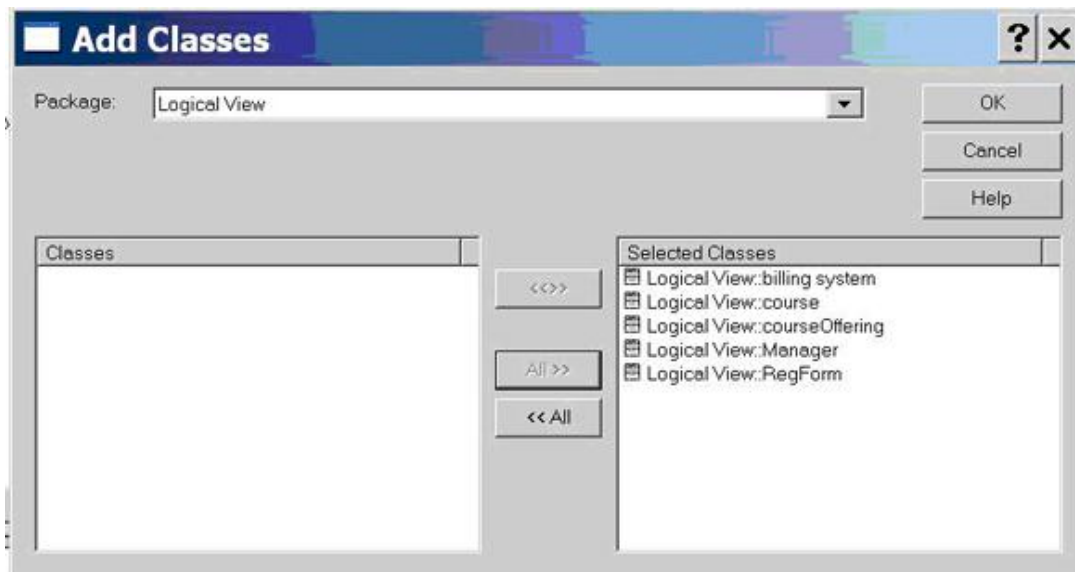 Add Classes
? ×
Package:
Logical View
OK
Cancel
Help
Classes
<<>>
All >>
<< All
Selected Classes
Logical View::billing system
Logical View::course
Logical View::courseOffering
Logical View::Manager
Logical View::RegForm